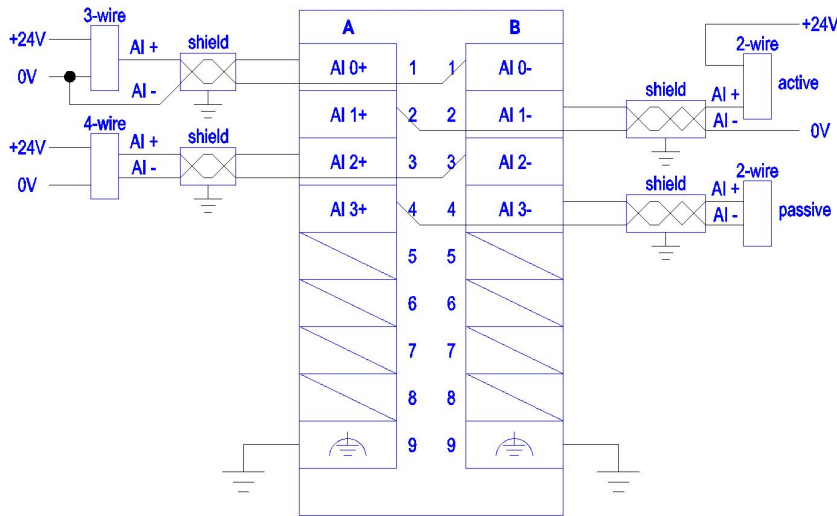 3-wire
+24V
AI +
shield
0V
AI -
4-wire
+24V
AI +
shield
AI -
0V
A
B
AI 0+ 1 1 AI 0-
AI 1+ 2 2 AI 1-
AI 2+ 3 3 AI 2-
AI 3+ 4 4 AI 3-
5 5
6 6
7 7
8 8
9 9
+24V
2-wire
shield
AI +
active
AI -
0V
2-wire
shield
AI +
AI -
passive